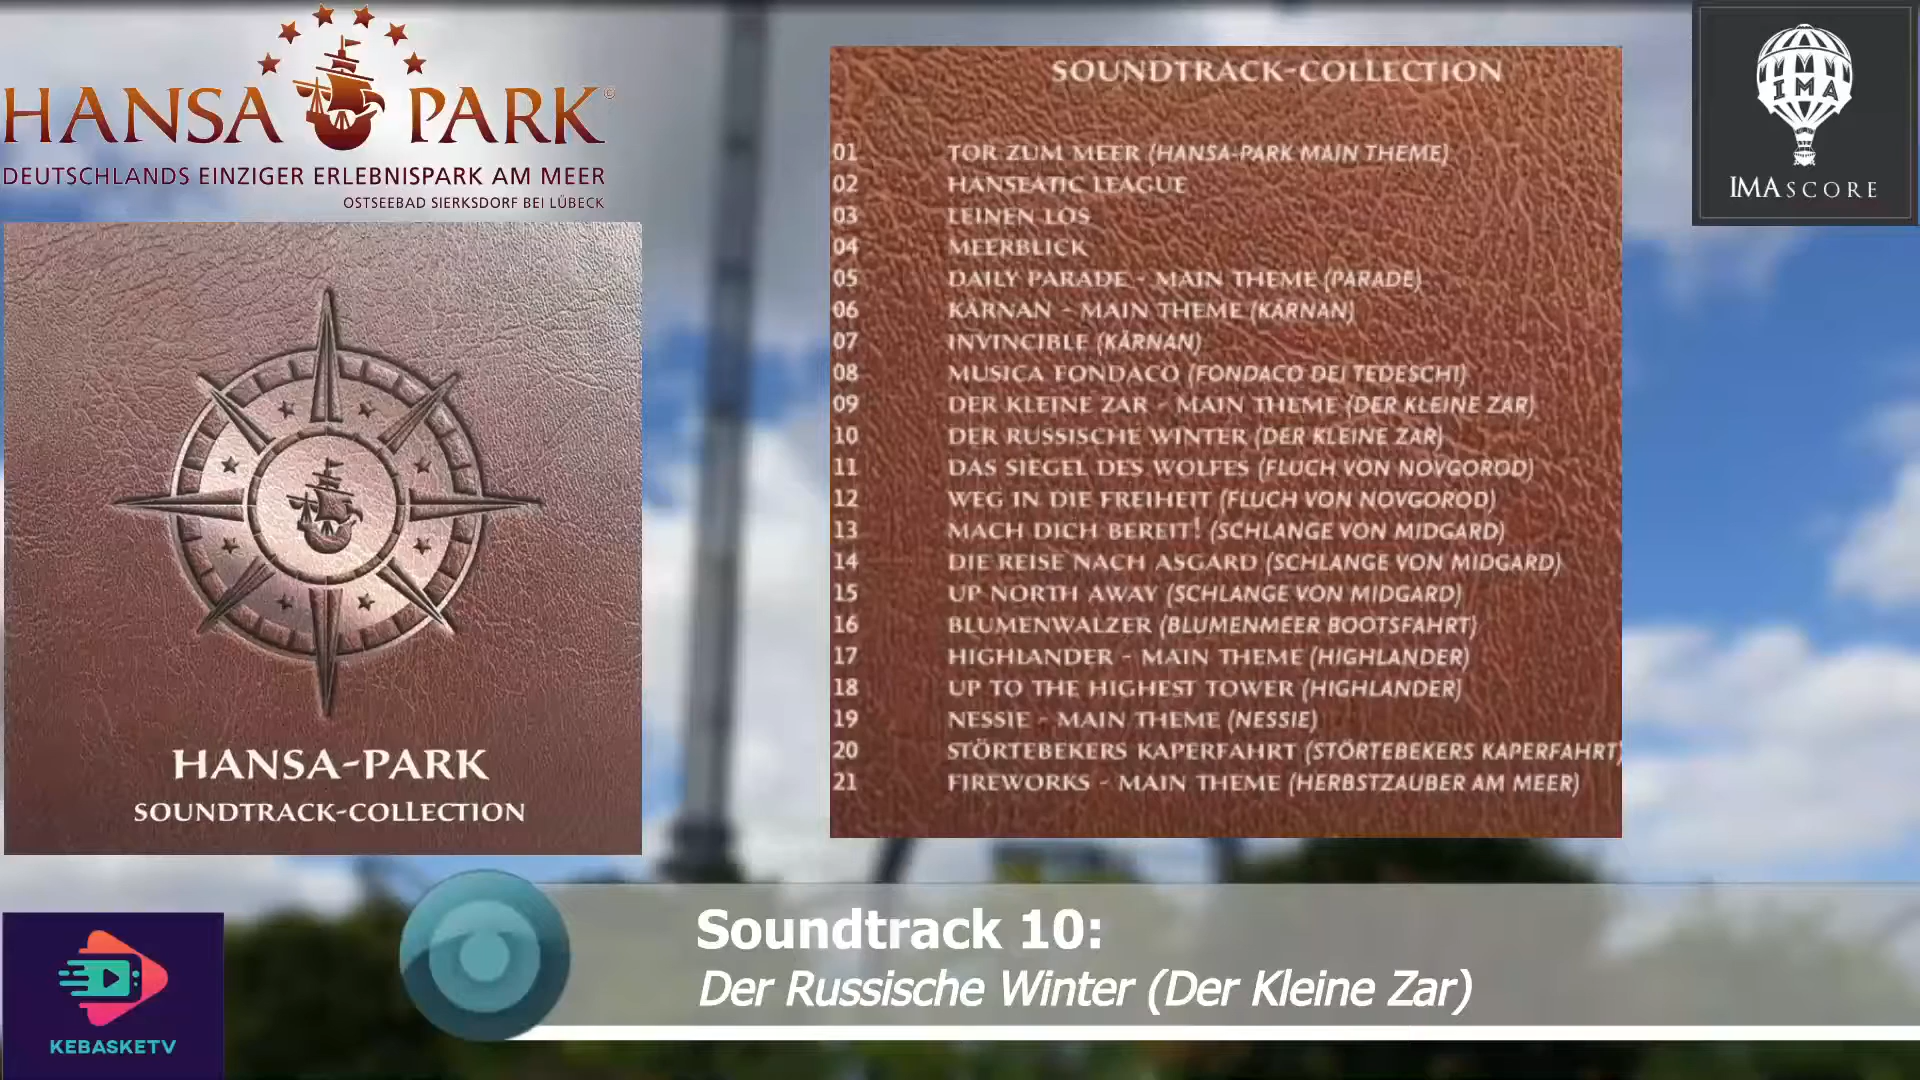 HANSA PARK©
DEUTSCHLANDS EINZIGER ERLEBNISPARK AM MEER
OSTSEEBAD SIERKSDORF BEI LÜBECK
HANSA-PARK
SOUNDTRACK-COLLECTION
SOUNDTRACK-COLLECTION
01 TOR ZUM MEER (HANSA-PARK MAIN THEME)
02 HANSEATIC LEAGUE
03 LEINEN LOS
04 MEERBLICK
05 DAILY PARADE - MAIN THEME (PARADE)
06 KÄRNAN - MAIN THEME (KÄRNAN)
07 INVINCIBLE (KÄRNAN)
08 MUSICA FONDACO (FONDACO DEI TEDESCHI)
09 DER KLEINE ZAR - MAIN THEME (DER KLEINE ZAR)
10 DER RUSSISCHE WINTER (DER KLEINE ZAR)
11 DAS SIEGEL DES WOLFES (FLUCH VON NOVGOROD)
12 WEG IN DIE FREIHEIT (FLUCH VON NOVGOROD)
13 MACH DICH BEREIT! (SCHLANGE VON MIDGARD)
14 DIE REISE NACH ASGARD (SCHLANGE VON MIDGARD)
15 UP NORTH AWAY (SCHLANGE VON MIDGARD)
16 BLUMENWALZER (BLUMENMEER BOOTSFAHRT)
17 HIGHLANDER - MAIN THEME (HIGHLANDER)
18 UP TO THE HIGHEST TOWER (HIGHLANDER)
19 NESSIE - MAIN THEME (NESSIE)
20 STÖRTEBEKERS KAPERFAHRT (STÖRTEBEKERS KAPERFAHRT)
21 FIREWORKS - MAIN THEME (HERBSTZAUBER AM MEER)
IMA
IMASCORE
KEBASKETV
Soundtrack 10:
Der Russische Winter (Der Kleine Zar)